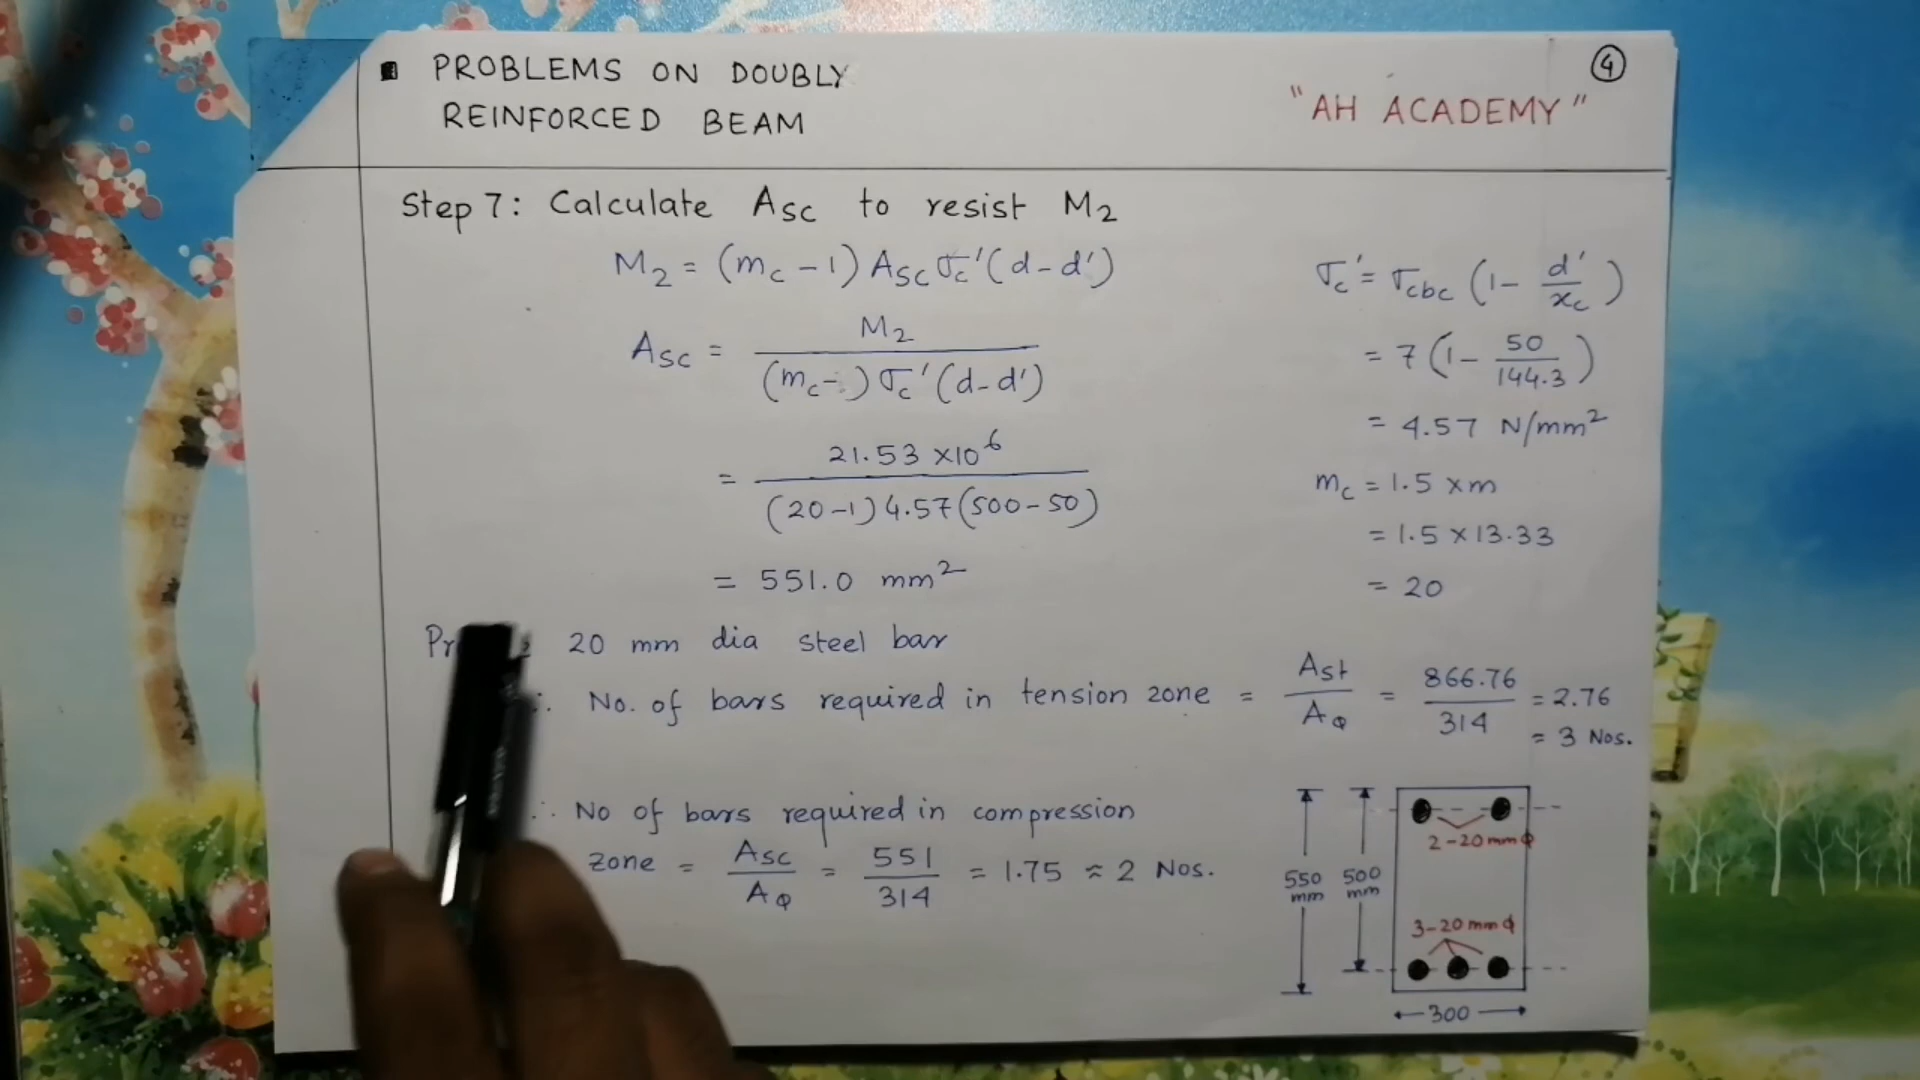 PROBLEMS ON DOUBLY
REINFORCED BEAM
4
"AH ACADEMY"
Step 7: Calculate Asc to resist M2
M2 = (mc - 1) Asc σc' (d - d')
Asc = M2 / (mc - ) σc' (d - d')
= 21.53 x10^6 / (20 - 1) 4.57 (500 - 50)
= 551.0 mm²
σc' = σcbc (1 - d'/xc)
= 7 (1 - 50/144.3)
= 4.57 N/mm²
mc = 1.5 x m
= 1.5 x 13.33
= 20
20 mm dia steel bar
∴ No. of bars required in tension zone = Ast/AΦ = 866.76/314 = 2.76
= 3 Nos.
∴ No of bars required in compression
zone = Asc/AΦ = 551/314 = 1.75 ≈ 2 Nos.
2-20 mm Φ
550 mm
500 mm
3-20 mm Φ
300